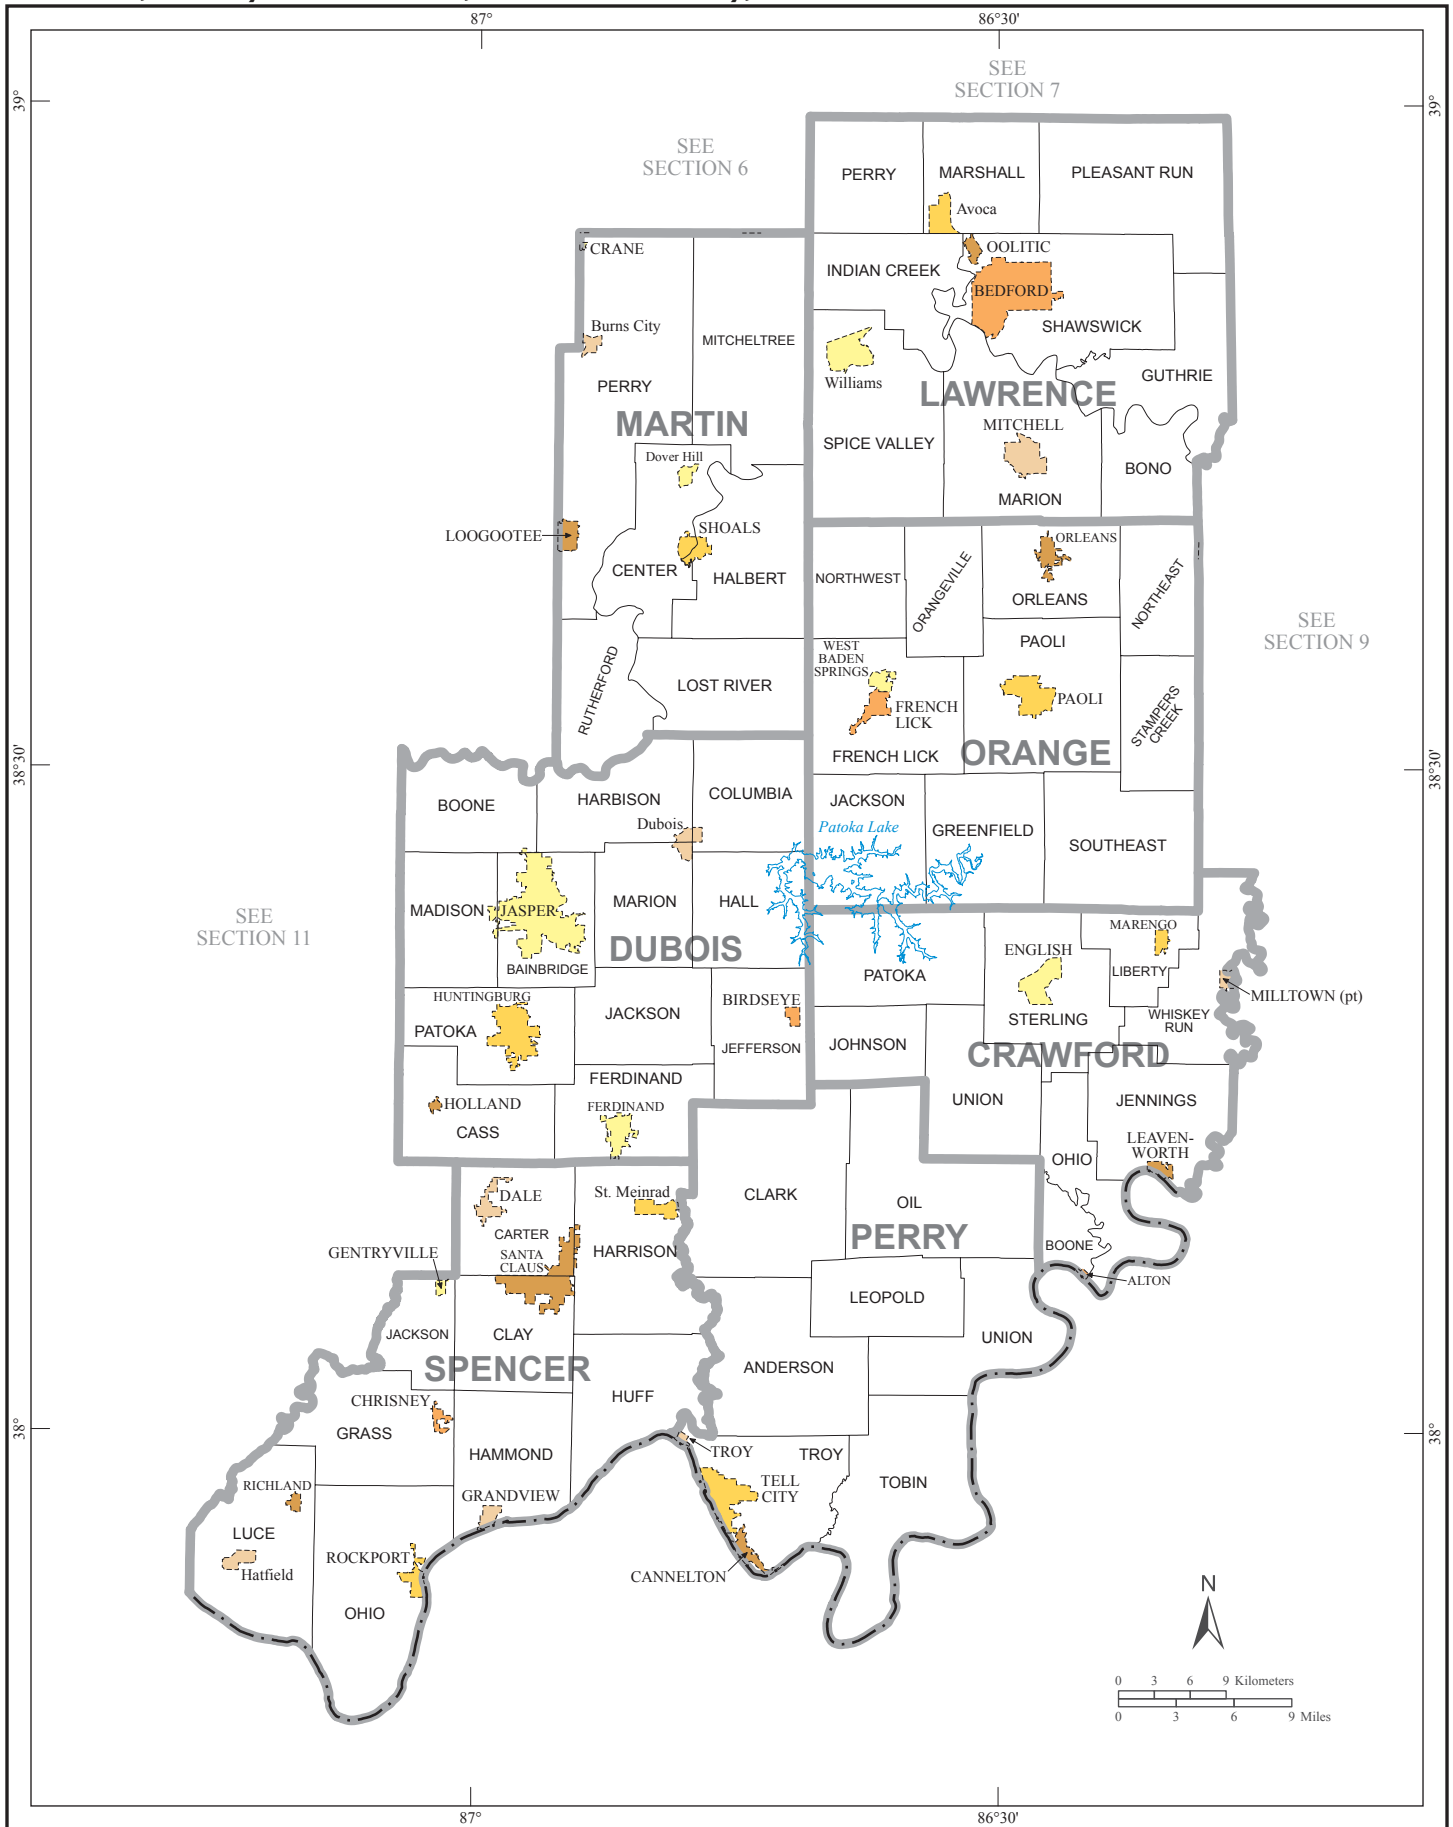 87°
86°30'
39°
39°
SEE
SECTION 7
SEE
SECTION 6
PERRY
MARSHALL
PLEASANT RUN
Avoca
CRANE
OOLITIC
INDIAN CREEK
BEDFORD
SHAWSWICK
Burns City
MITCHELTREE
Williams
GUTHRIE
PERRY
LAWRENCE
MARTIN
MITCHELL
SPICE VALLEY
Dover Hill
BONO
MARION
LOOGOOTEE
SHOALS
ORLEANS
CENTER
HALBERT
NORTHWEST
ORANGEVILLE
ORLEANS
NORTHEAST
SEE
SECTION 9
PAOLI
WEST
BADEN
SPRINGS
RUTHERFORD
LOST RIVER
FRENCH
LICK
PAOLI
STAMPERS
CREEK
FRENCH LICK
ORANGE
38°30'
38°30'
BOONE
HARBISON
COLUMBIA
JACKSON
Dubois
Patoka Lake
GREENFIELD
SOUTHEAST
SEE
SECTION 11
MADISON
JASPER
MARION
HALL
DUBOIS
BAINBRIDGE
MARENGO
ENGLISH
LIBERTY
PATOKA
MILLTOWN (pt)
HUNTINGBURG
BIRDSEYE
PATOKA
JACKSON
STERLING
WHISKEY
RUN
JEFFERSON
JOHNSON
CRAWFORD
FERDINAND
HOLLAND
FERDINAND
UNION
JENNINGS
CASS
LEAVEN-
WORTH
OHIO
DALE
St. Meinrad
CLARK
OIL
CARTER
PERRY
GENTRYVILLE
SANTA
CLAUS
HARRISON
BOONE
ALTON
LEOPOLD
JACKSON
CLAY
UNION
SPENCER
ANDERSON
CHRISNEY
HUFF
GRASS
38°
38°
HAMMOND
TROY
TROY
RICHLAND
GRANDVIEW
TELL
CITY
TOBIN
LUCE
ROCKPORT
Hatfield
CANNELTON
OHIO
N
0 3 6 9 Kilometers
0 3 6 9 Miles
87°
86°30'